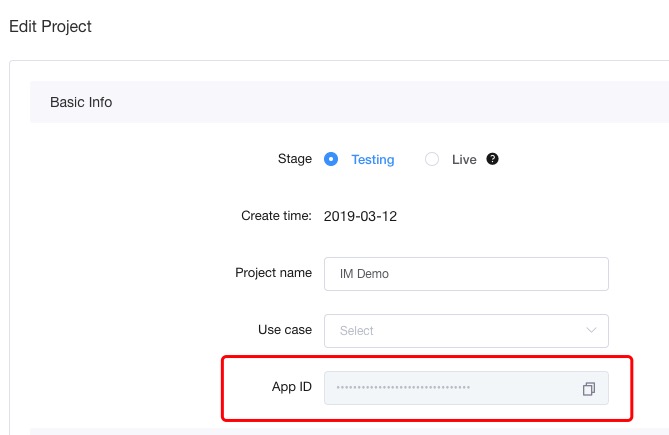 Edit Project
Basic Info
Stage Testing Live ?
Create time: 2019-03-12
Project name IM Demo
Use case Select
App ID ••••••••••••••••••••••••••••••••